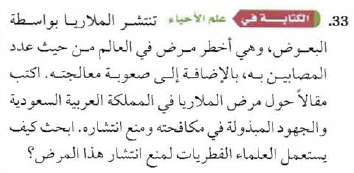 33. الكتابة في علم الأحياء تنتشر الملاريا بواسطة
البعوض، وهي أخطر مرض في العالم من حيث عدد
المصابين به، بالإضافة إلى صعوبة معالجته. اكتب
مقالاً حول مرض الملاريا في المملكة العربية السعودية
والجهود المبذولة في مكافحته ومنع انتشاره. ابحث كيف
يستعمل العلماء الفطريات لمنع انتشار هذا المرض؟